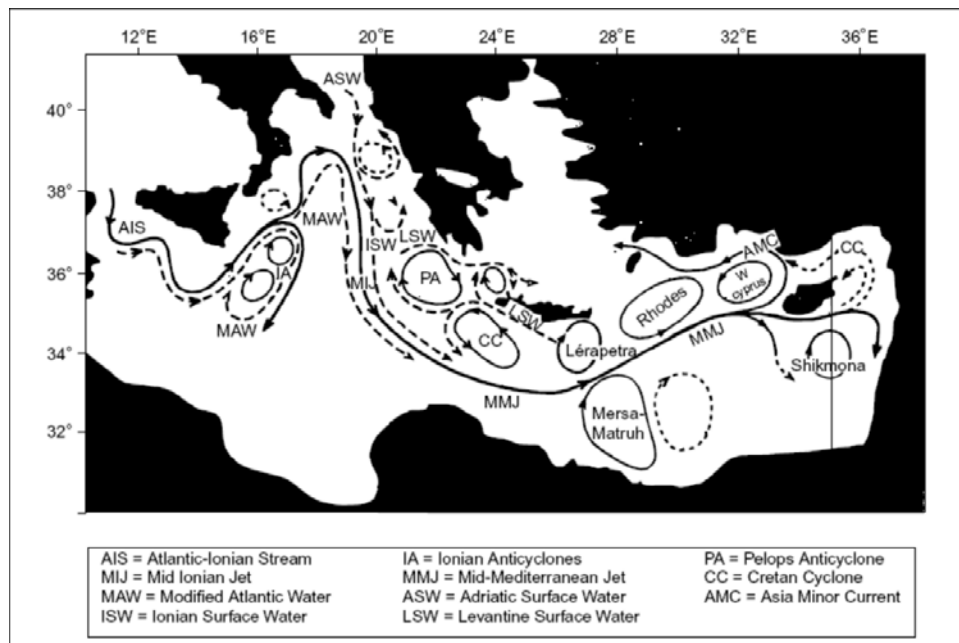 12°E 16°E 20°E 24°E 28°E 32°E 36°E
40°
38°
36°
34°
32°
ASW
AIS
MAW
ISW
LSW
AMC
CC
IA
MIJ
PA
W cyprus
Rhodes
MAW
LSW
CC
Lérapetra
MMJ
Shikmona
MMJ
Mersa-
Matruh
AIS = Atlantic-Ionian Stream
MIJ = Mid Ionian Jet
MAW = Modified Atlantic Water
ISW = Ionian Surface Water
IA = Ionian Anticyclones
MMJ = Mid-Mediterranean Jet
ASW = Adriatic Surface Water
LSW = Levantine Surface Water
PA = Pelops Anticyclone
CC = Cretan Cyclone
AMC = Asia Minor Current